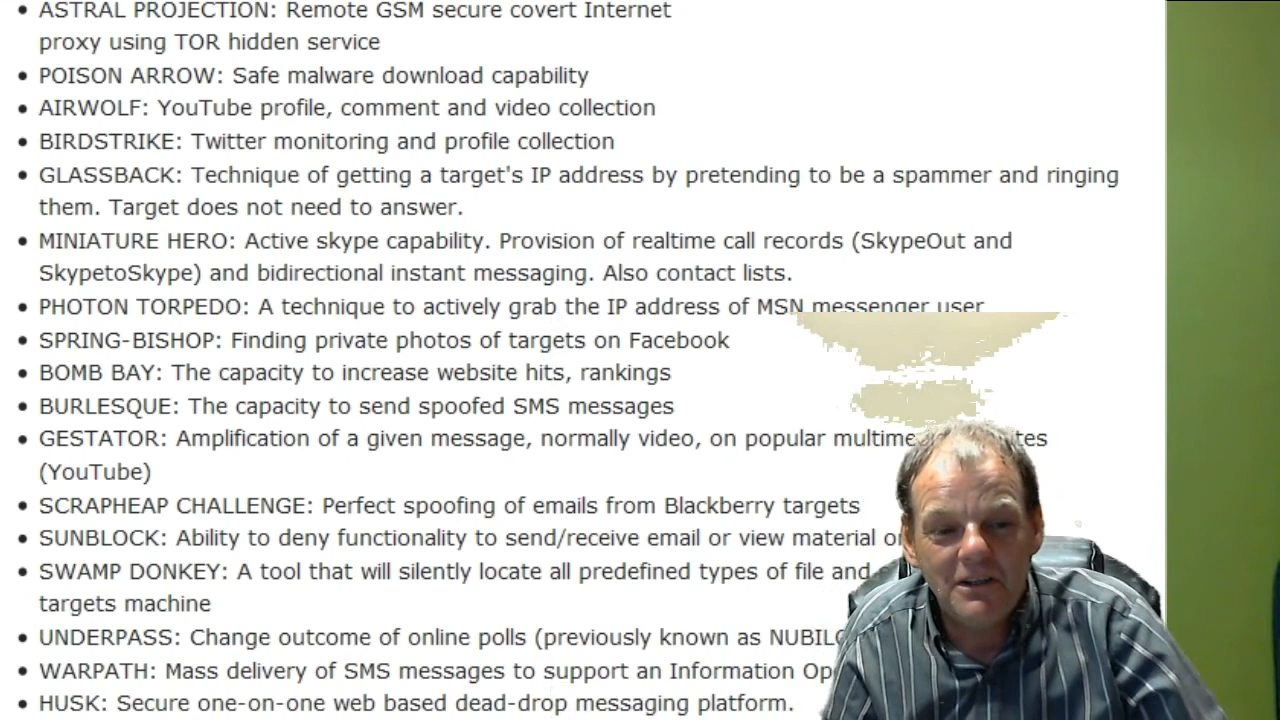 • ASTRAL PROJECTION: Remote GSM secure covert Internet
proxy using TOR hidden service
• POISON ARROW: Safe malware download capability
• AIRWOLF: YouTube profile, comment and video collection
• BIRDSTRIKE: Twitter monitoring and profile collection
• GLASSBACK: Technique of getting a target's IP address by pretending to be a spammer and ringing
them. Target does not need to answer.
• MINIATURE HERO: Active skype capability. Provision of realtime call records (SkypeOut and
SkypetoSkype) and bidirectional instant messaging. Also contact lists.
• PHOTON TORPEDO: A technique to actively grab the IP address of MSN messenger user
• SPRING-BISHOP: Finding private photos of targets on Facebook
• BOMB BAY: The capacity to increase website hits, rankings
• BURLESQUE: The capacity to send spoofed SMS messages
• GESTATOR: Amplification of a given message, normally video, on popular
(YouTube)
• SCRAPHEAP CHALLENGE: Perfect spoofing of emails from Blackberry targets
• SUNBLOCK: Ability to deny functionality to send/receive email or view material
• SWAMP DONKEY: A tool that will silently locate all predefined types of file and
targets machine
• UNDERPASS: Change outcome of online polls (previously known as
• WARPATH: Mass delivery of SMS messages to support an Information
• HUSK: Secure one-on-one web based dead-drop messaging platform.